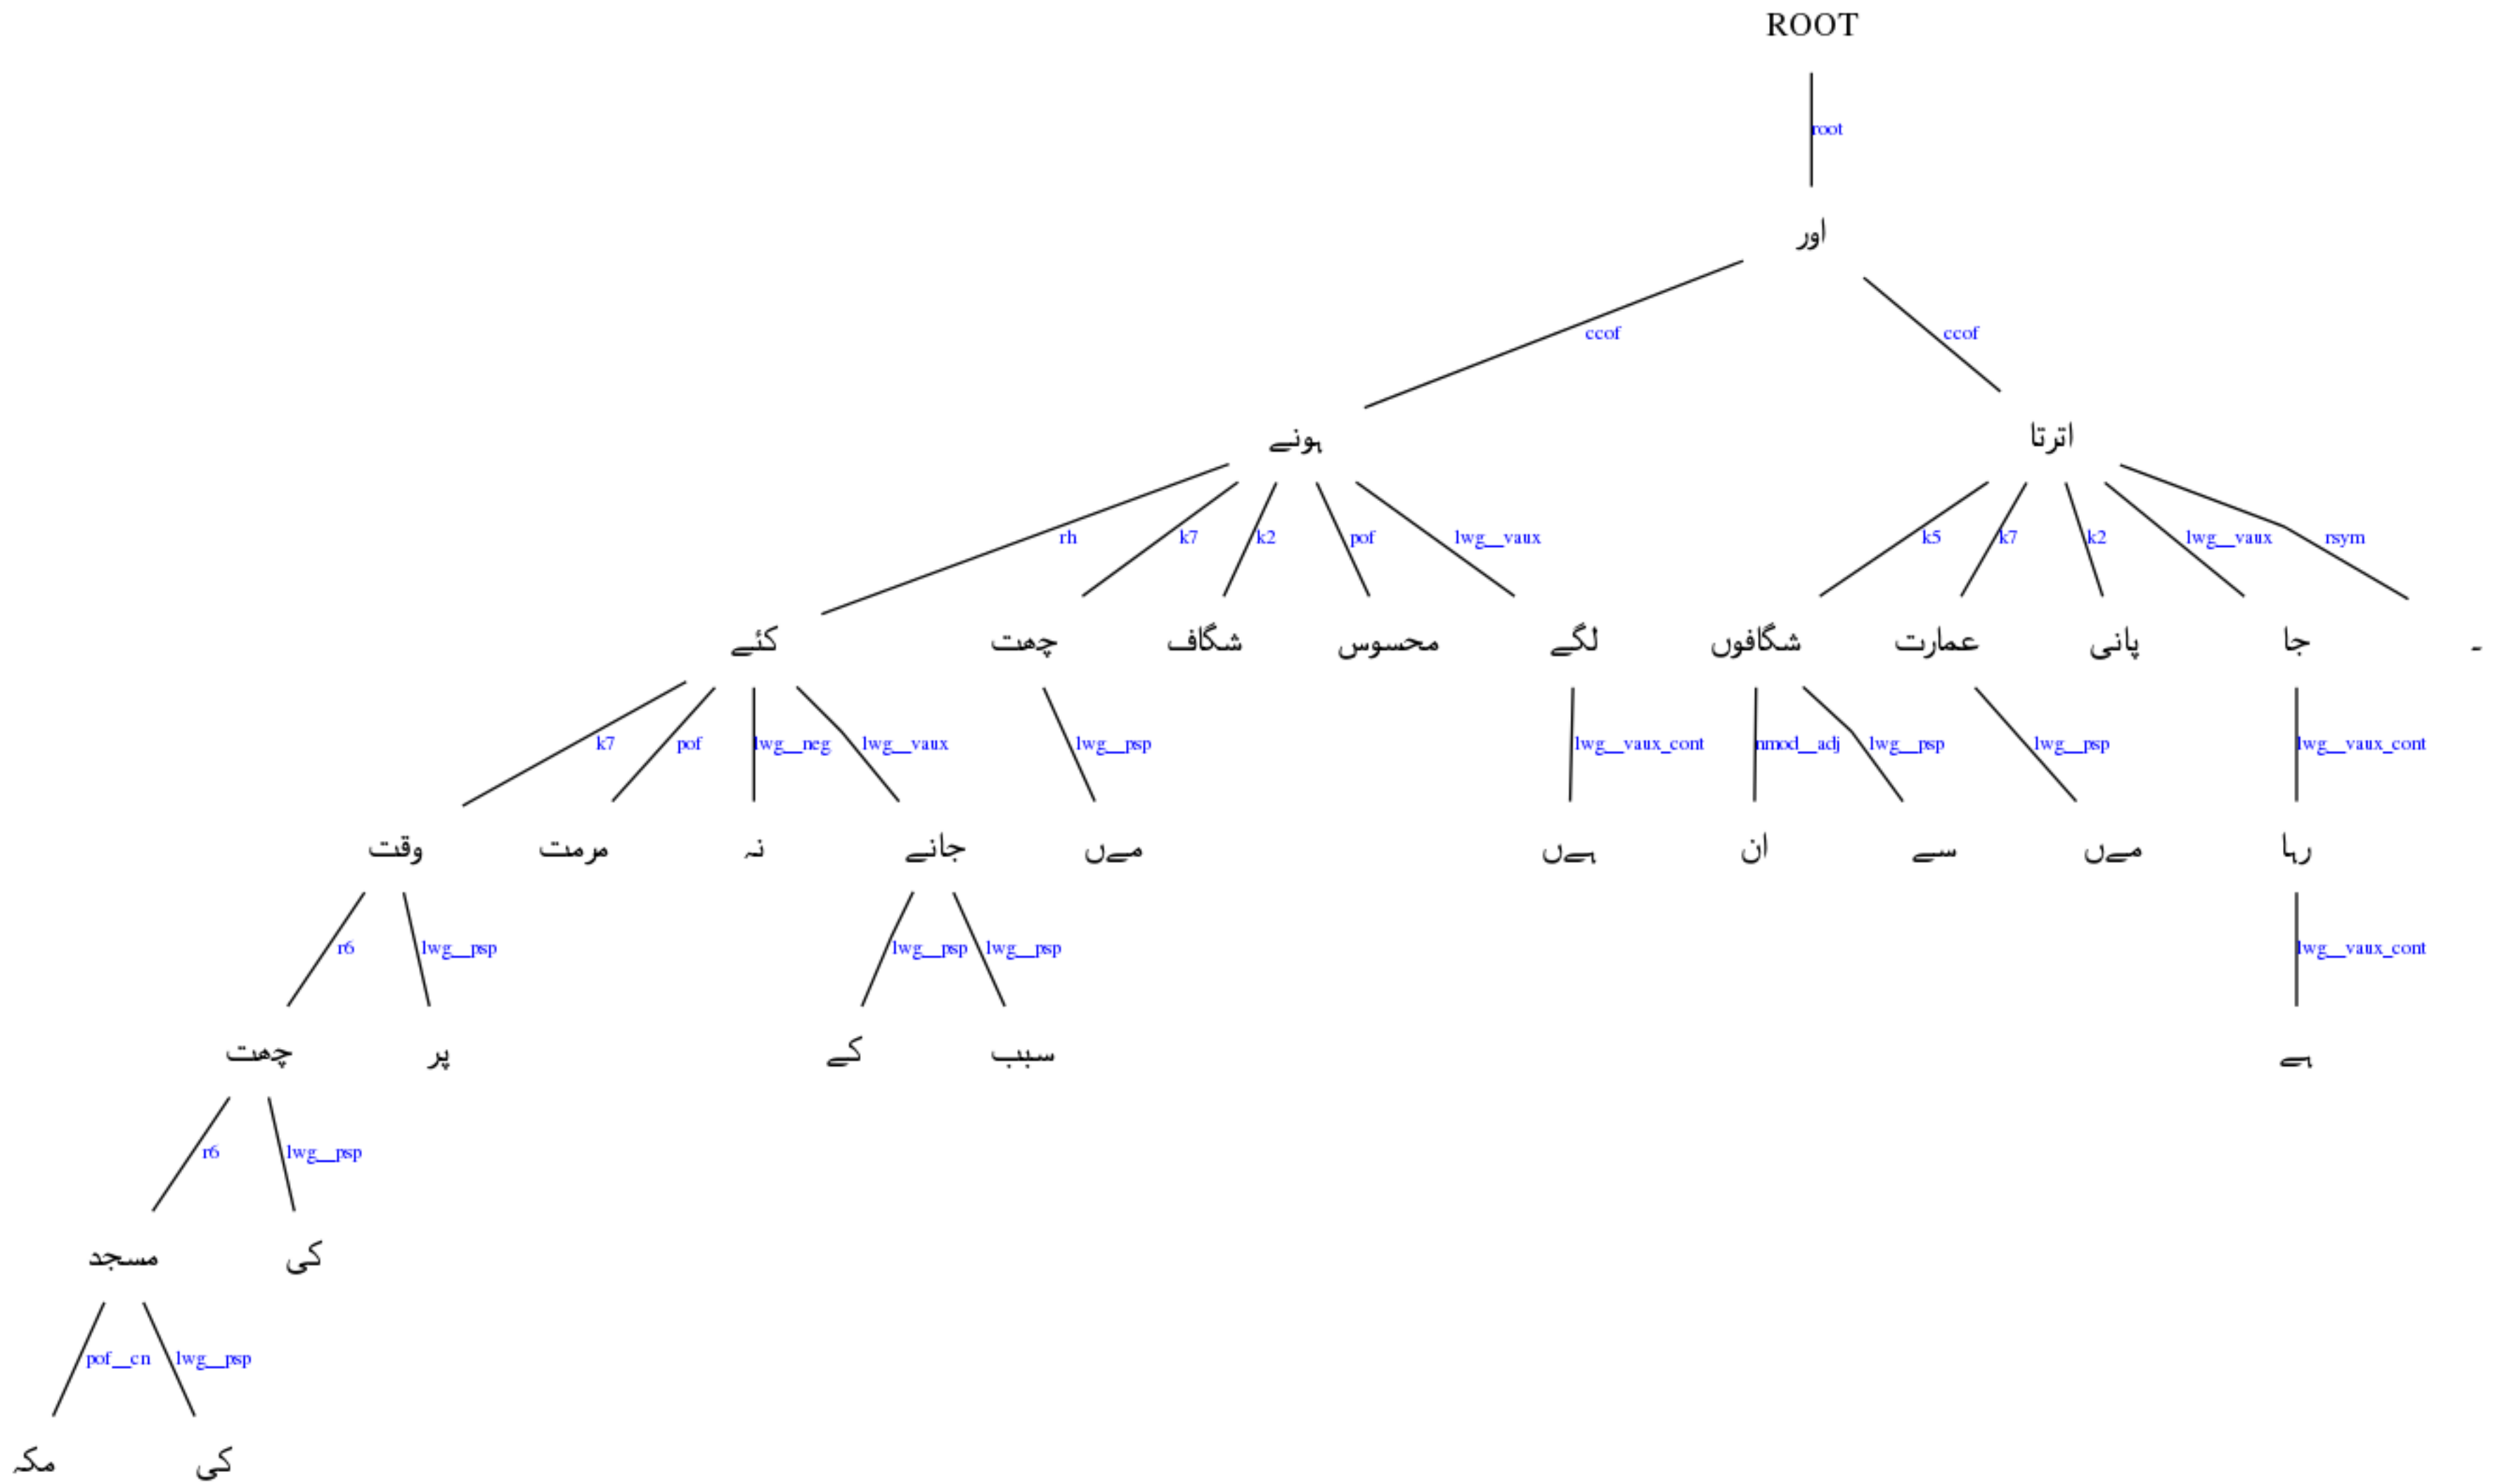 ROOT
root
اور
ccof ccof
ہونے اترتا
rh k7 k2 pof lwg__vaux k5 k7 k2 lwg__vaux rsym
کئے چھت شگاف محسوس لگے شگافوں عمارت پانی جا ۔
k7 pof lwg__neg lwg__vaux lwg__psp lwg__vaux_cont nmod__adj lwg__psp lwg__psp lwg__vaux_cont
وقت مرمت نہ جانے مےں ہےں ان سے مےں رہا
r6 lwg__psp lwg__psp lwg__psp lwg__vaux_cont
چھت پر کے سبب ہے
r6 lwg__psp
مسجد کی
pof__cn lwg__psp
مکہ کی